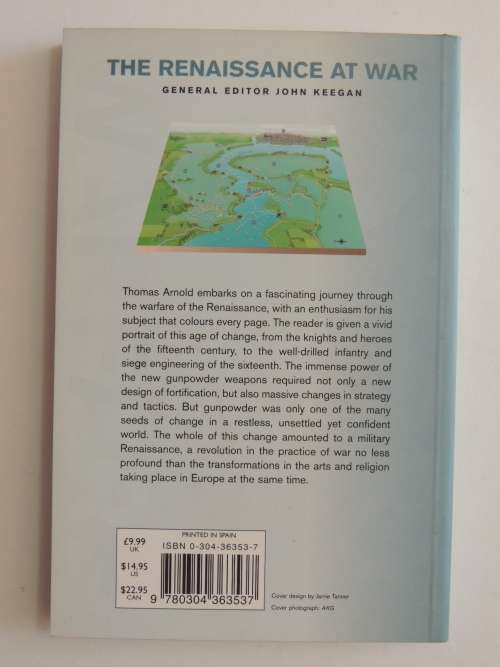 THE RENAISSANCE AT WAR
GENERAL EDITOR JOHN KEEGAN
Thomas Arnold embarks on a fascinating journey through
the warfare of the Renaissance, with an enthusiasm for his
subject that colours every page. The reader is given a vivid
portrait of this age of change, from the knights and heroes
of the fifteenth century, to the well-drilled infantry and
siege engineering of the sixteenth. The immense power of
the new gunpowder weapons required not only a new
design of fortification, but also massive changes in strategy
and tactics. But gunpowder was only one of the many
seeds of change in a restless, unsettled yet confident
world. The whole of this change amounted to a military
Renaissance, a revolution in the practice of war no less
profound than the transformations in the arts and religion
taking place in Europe at the same time.
£9.99
UK
$14.95
US
$22.95
CAN
PRINTED IN SPAIN
ISBN 0-304-36353-7
9 780304 363537
Cover design by Jamie Tanner
Cover photograph: AKG